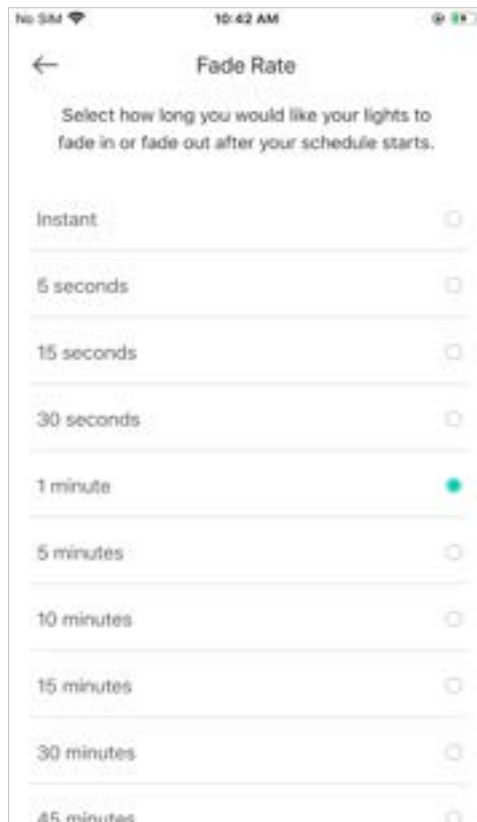 No SIM 10:42 AM
Fade Rate
Select how long you would like your lights to
fade in or fade out after your schedule starts.
Instant
5 seconds
15 seconds
30 seconds
1 minute
5 minutes
10 minutes
15 minutes
30 minutes
45 minutes